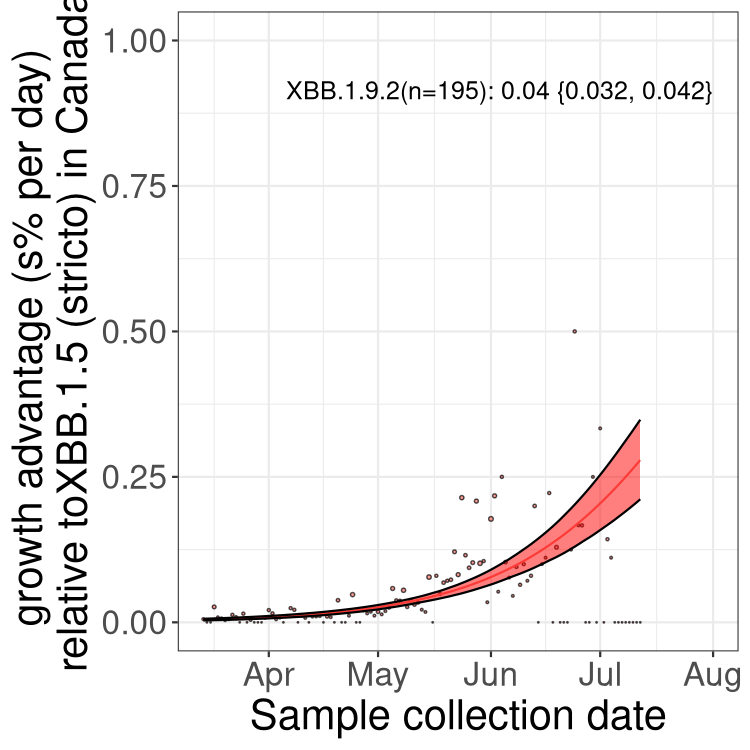 growth advantage (s% per day)
relative toXBB.1.5 (stricto) in Canada
1.00
0.75
0.50
0.25
0.00
XBB.1.9.2(n=195): 0.04 {0.032, 0.042}
Apr May Jun Jul Aug
Sample collection date